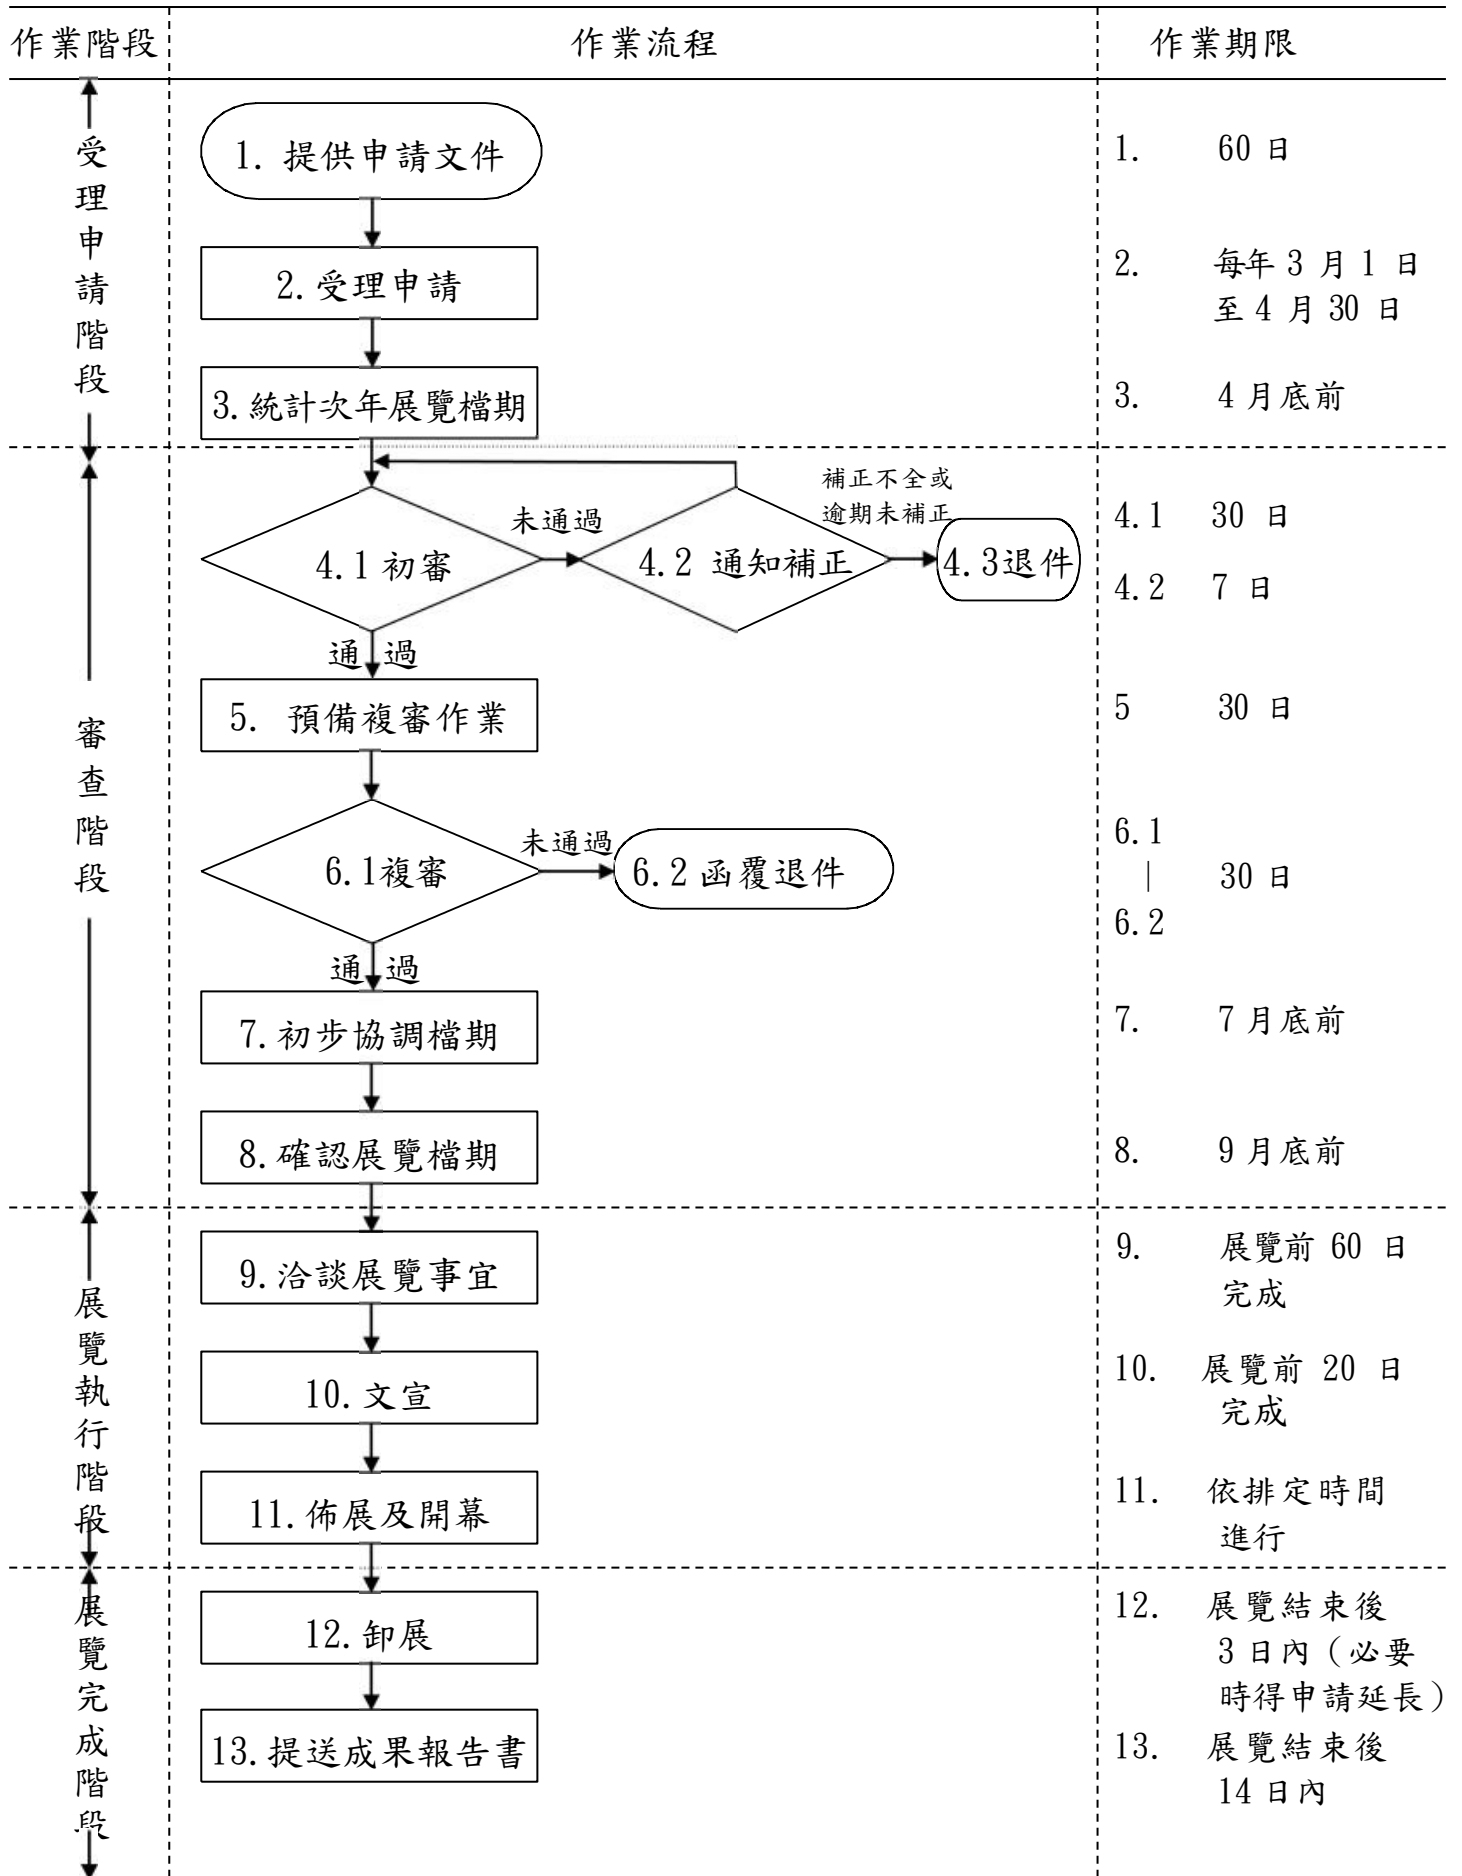 作業階段
作業流程
作業期限
受理申請階段
1. 提供申請文件
1. 60 日
2.受理申請
2. 每年 3 月 1 日
至 4 月 30 日
3.統計次年展覽檔期
3. 4 月底前
審查階段
4.1 初審
未通過
4.2 通知補正
補正不全或
逾期未補正
4.3退件
4.1 30 日
4.2 7 日
通過
5. 預備複審作業
5 30 日
6.1複審
未通過
6.2 函覆退件
6.1
|
30 日
6.2
通過
7.初步協調檔期
7. 7 月底前
8.確認展覽檔期
8. 9 月底前
展覽執行階段
9.洽談展覽事宜
9. 展覽前 60 日
完成
10.文宣
10. 展覽前 20 日
完成
11.佈展及開幕
11. 依排定時間
進行
展覽完成階段
12.卸展
12. 展覽結束後
3 日內（必要
時得申請延長）
13.提送成果報告書
13. 展覽結束後
14 日內